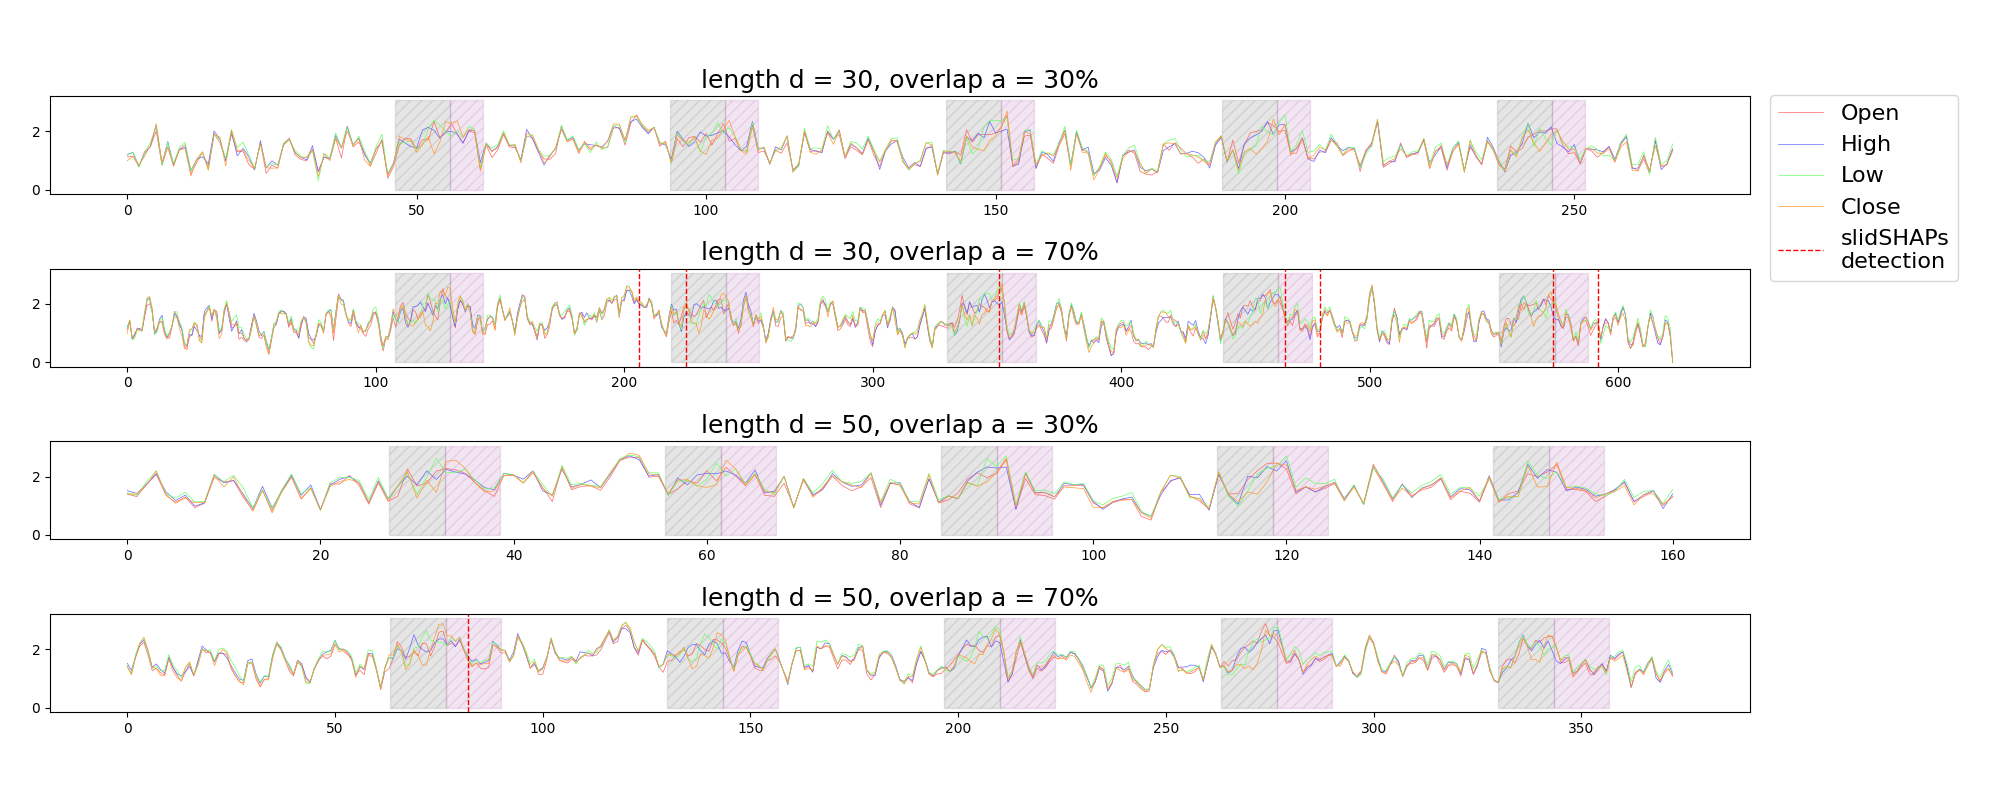 length d = 30, overlap a = 30%
2
0
0 50 100 150 200 250
length d = 30, overlap a = 70%
2
0
0 100 200 300 400 500 600
length d = 50, overlap a = 30%
2
0
0 20 40 60 80 100 120 140 160
length d = 50, overlap a = 70%
2
0
0 50 100 150 200 250 300 350
Open
High
Low
Close
slidSHAPs
detection